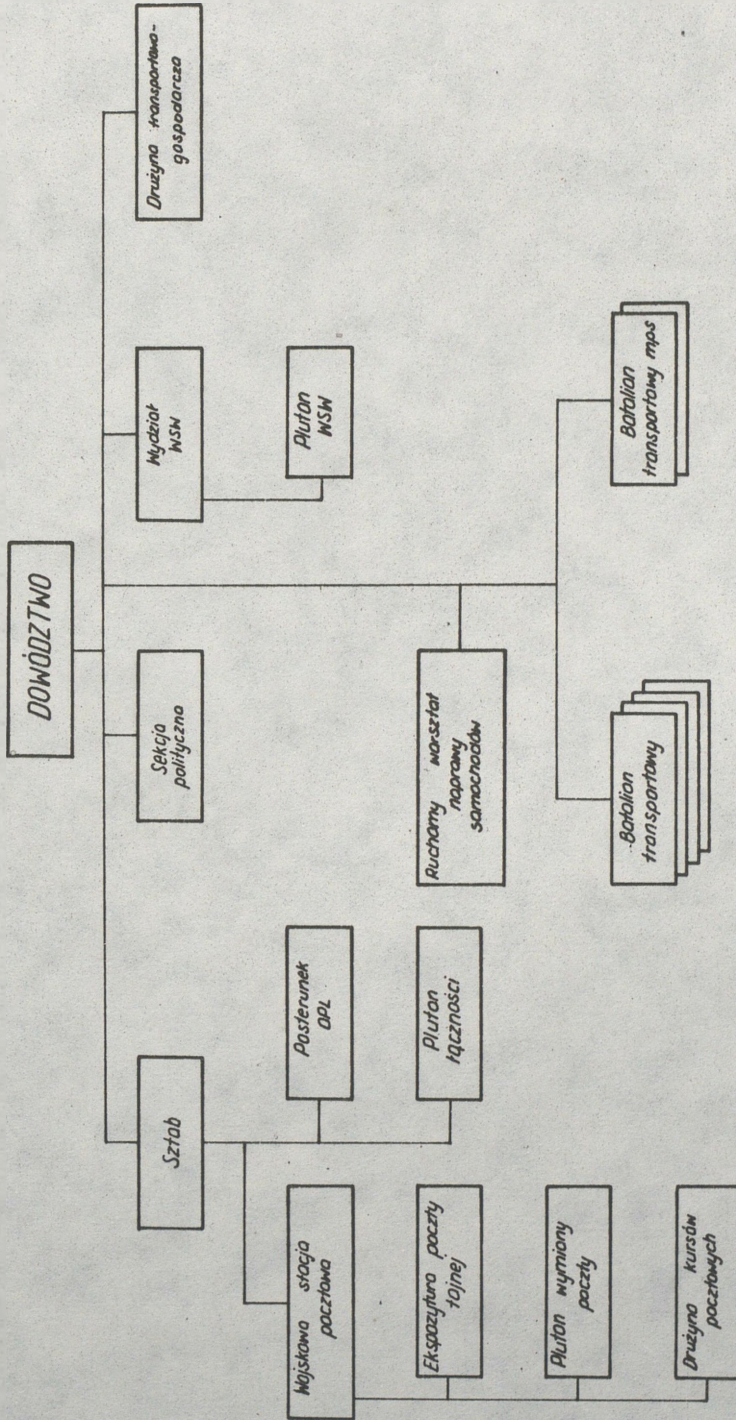 DOWÓDZTWO
Sztab
Sekcja
polityczna
Wydział
WSW
Drużyna transportowo-
gospodarcza
Wojskowa stacja
pocztowa
Posterunek
OPL
Pluton
WSW
Ekspozytura poczty
tajnej
Pluton
łączności
Ruchomy warsztat
naprawy
samochodów
Pluton wymiany
poczty
Batalion
transportowy
Batalion
transportowy mps
Drużyna kursów
pocztowych